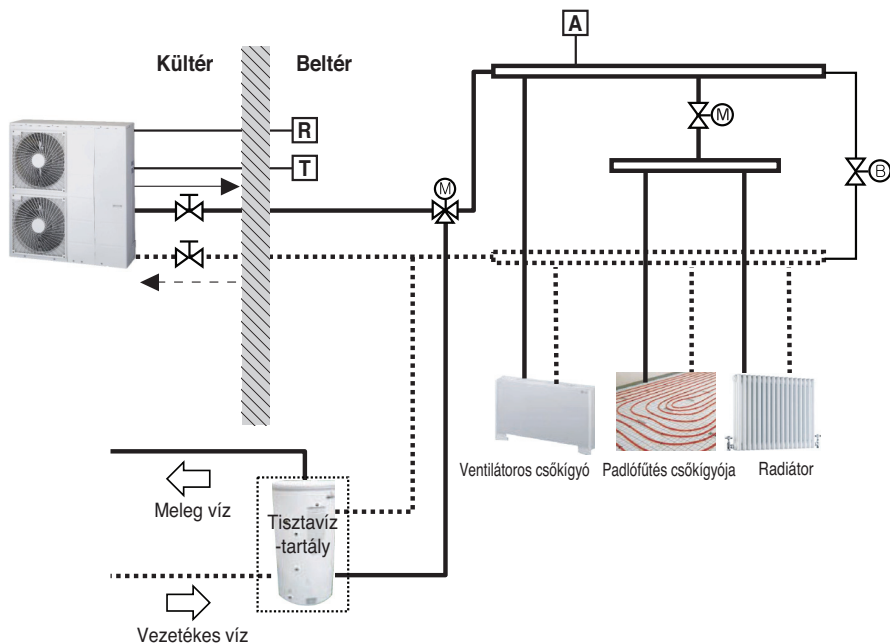 A
Kültér
Beltér
R
M
T
B
M
Ventilátoros csőkígyó
Padlófűtés csőkígyója
Radiátor
Meleg víz
Tisztavíz
-tartály
Vezetékes víz